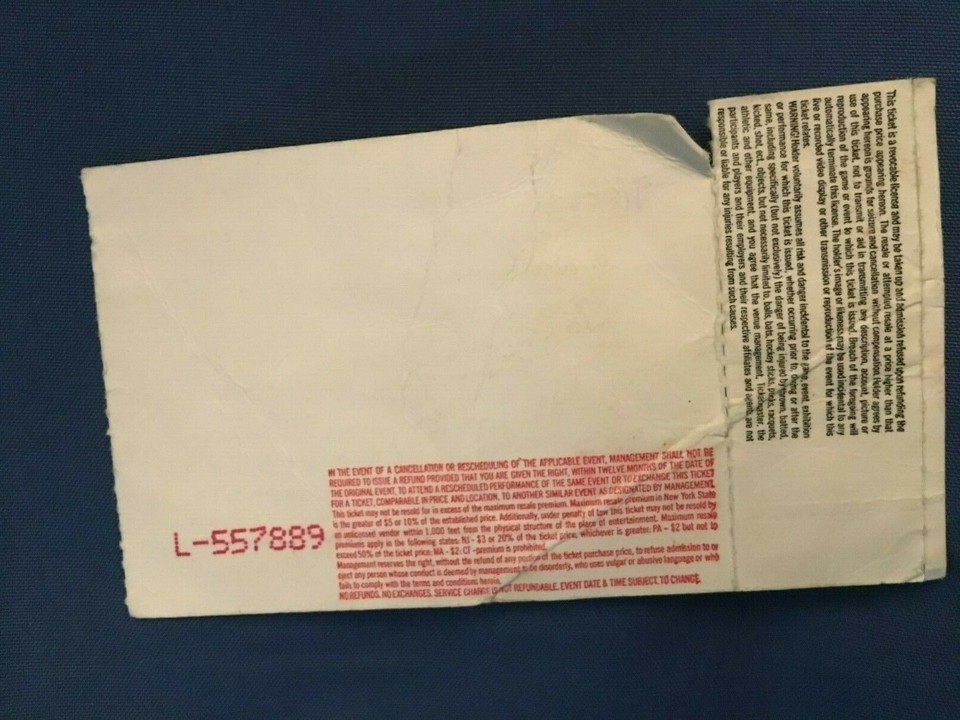 This ticket is a revocable license and may be taken up and admission refused upon refunding the
purchase price appearing hereon. The resale or attempted resale at a price higher than that
appearing hereon is grounds for seizure and cancellation without compensation. Holder agrees by
use of this ticket, not to transmit or aid in transmitting any description, account, picture or
reproduction of the game or event to which this ticket is issued. Breach of the foregoing will
automatically terminate this license. The holder's image or likeness may be used incidental to any
live or recorded video display or other transmission or reproduction of the event for which this
ticket relates.
WARNING! Holder voluntarily assumes all risk and danger incidental to the game, event, exhibition
or performance for which this ticket is issued, whether occurring prior to, during or after the
same, including specifically (but not exclusively) the danger of being injured by thrown, batted,
kicked, shot, ect., objects, but not necessarily limited to, balls, bats, hockey sticks, pucks, racquets,
athletic and other equipment, and you agree that the venue management, Ticketmaster, the
participants and players and their employers and their respective affiliates and agents are not
responsible or liable for any injuries resulting from such causes.
IN THE EVENT OF A CANCELLATION OR RESCHEDULING OF THE APPLICABLE EVENT, MANAGEMENT SHALL NOT BE
REQUIRED TO ISSUE A REFUND PROVIDED THAT YOU ARE GIVEN THE RIGHT, WITHIN TWELVE MONTHS OF THE DATE OF
THE ORIGINAL EVENT, TO ATTEND A RESCHEDULED PERFORMANCE OF THE SAME EVENT OR TO EXCHANGE THIS TICKET
FOR A TICKET, COMPARABLE IN PRICE AND LOCATION, TO ANOTHER SIMILAR EVENT AS DESIGNATED BY MANAGEMENT.
This ticket may not be resold for in excess of the maximum resale premium. Maximum resale premium in New York State
is the greater of $5 or 10% of the established price. Additionally, under penalty of law this ticket may not be resold by
an unlicensed vendor within 1,000 feet from the physical structure of the place of entertainment. Maximum resale
premiums apply in the following states: NJ - $3 or 20% of the ticket price, whichever is greater; PA - $2 but not to
exceed 50% of the ticket price; MA - $2; CT -premium is prohibited.
Management reserves the right, without the refund of any portion of the ticket purchase price, to refuse admission to or
eject any person whose conduct is deemed by management to be disorderly, who uses vulgar or abusive language or who
fails to comply with the terms and conditions herein.
NO REFUNDS. NO EXCHANGES. SERVICE CHARGE IS NOT REFUNDABLE. EVENT DATE & TIME SUBJECT TO CHANGE.
L-557889